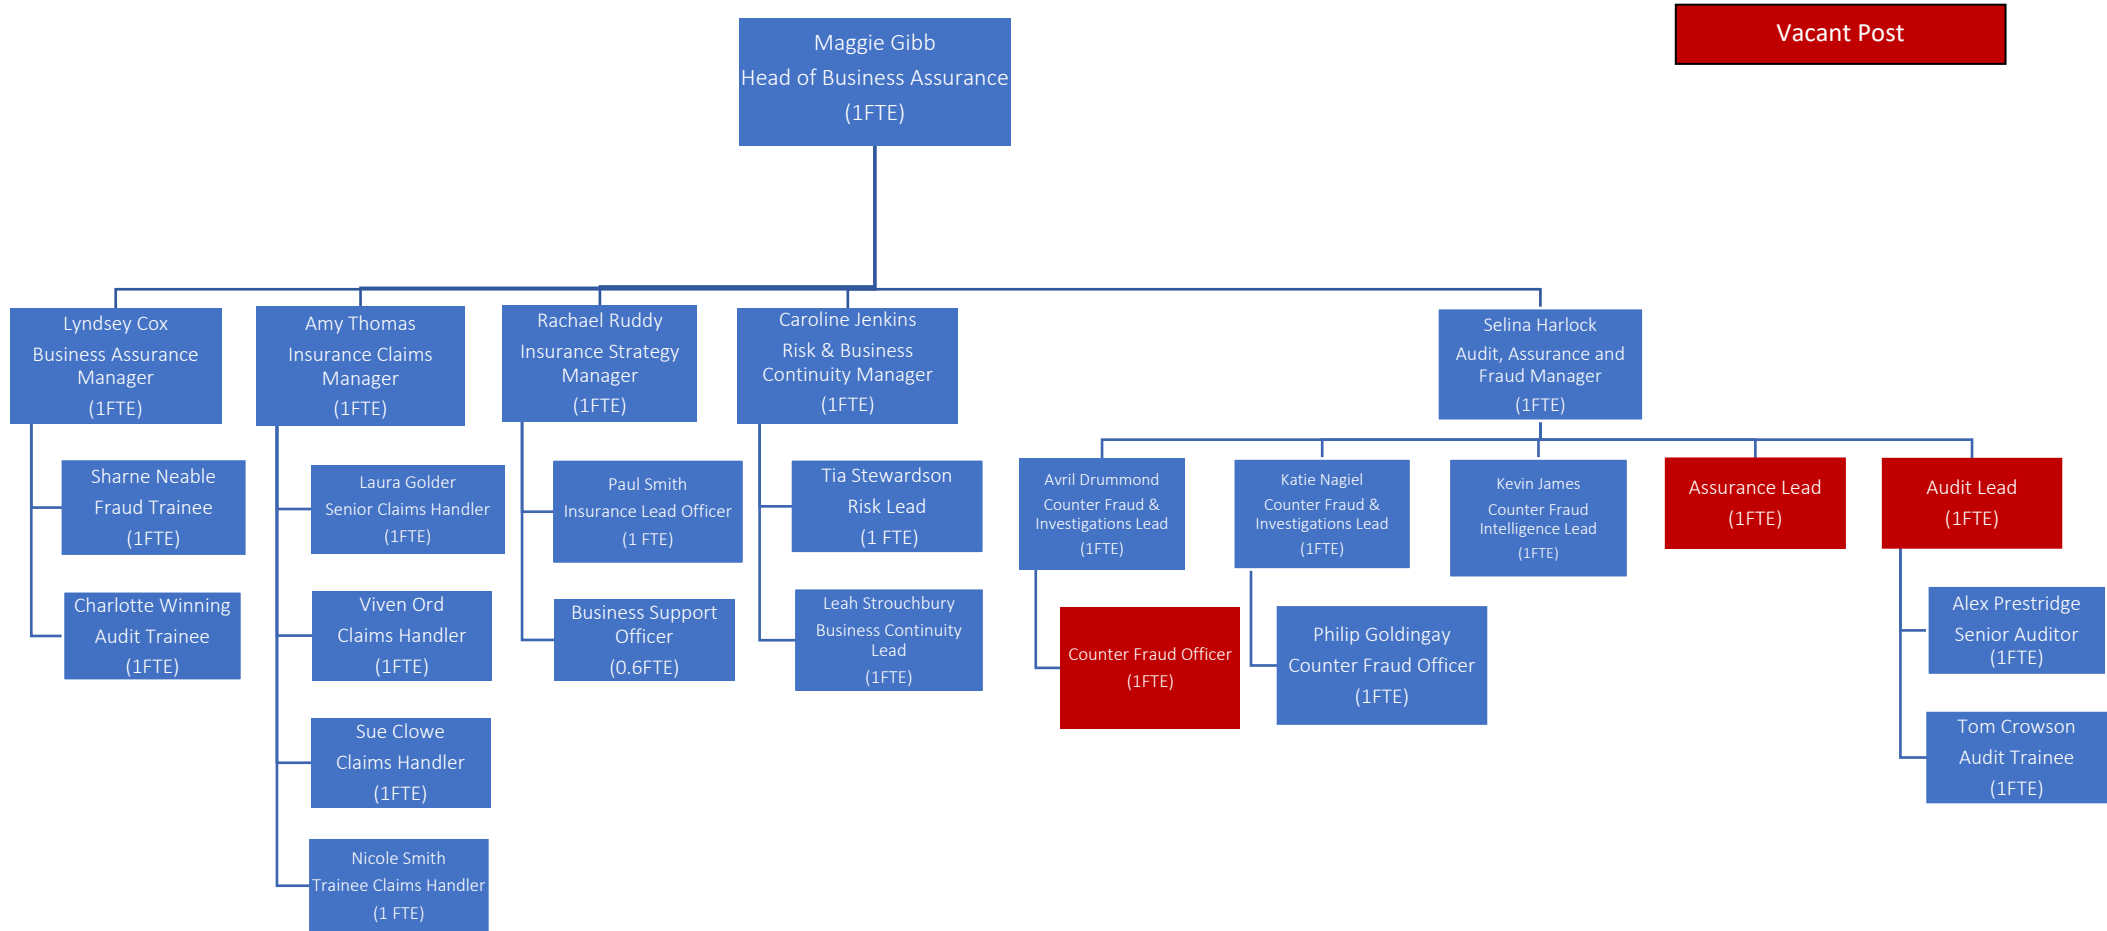 Vacant Post
Maggie Gibb
Head of Business Assurance
(1FTE)
Lyndsey Cox
Business Assurance
Manager
(1FTE)
Sharne Neable
Fraud Trainee
(1FTE)
Charlotte Winning
Audit Trainee
(1FTE)
Amy Thomas
Insurance Claims
Manager
(1FTE)
Laura Golder
Senior Claims Handler
(1FTE)
Viven Ord
Claims Handler
(1FTE)
Sue Clowe
Claims Handler
(1FTE)
Nicole Smith
Trainee Claims Handler
(1 FTE)
Rachael Ruddy
Insurance Strategy
Manager
(1FTE)
Paul Smith
Insurance Lead Officer
(1 FTE)
Business Support
Officer
(0.6FTE)
Caroline Jenkins
Risk & Business
Continuity Manager
(1FTE)
Tia Stewardson
Risk Lead
(1 FTE)
Leah Strouchbury
Business Continuity
Lead
(1FTE)
Selina Harlock
Audit, Assurance and
Fraud Manager
(1FTE)
Avril Drummond
Counter Fraud &
Investigations Lead
(1FTE)
Counter Fraud Officer
(1FTE)
Katie Nagiel
Counter Fraud &
Investigations Lead
(1FTE)
Philip Goldingay
Counter Fraud Officer
(1FTE)
Kevin James
Counter Fraud
Intelligence Lead
(1FTE)
Assurance Lead
(1FTE)
Audit Lead
(1FTE)
Alex Prestridge
Senior Auditor
(1FTE)
Tom Crowson
Audit Trainee
(1FTE)